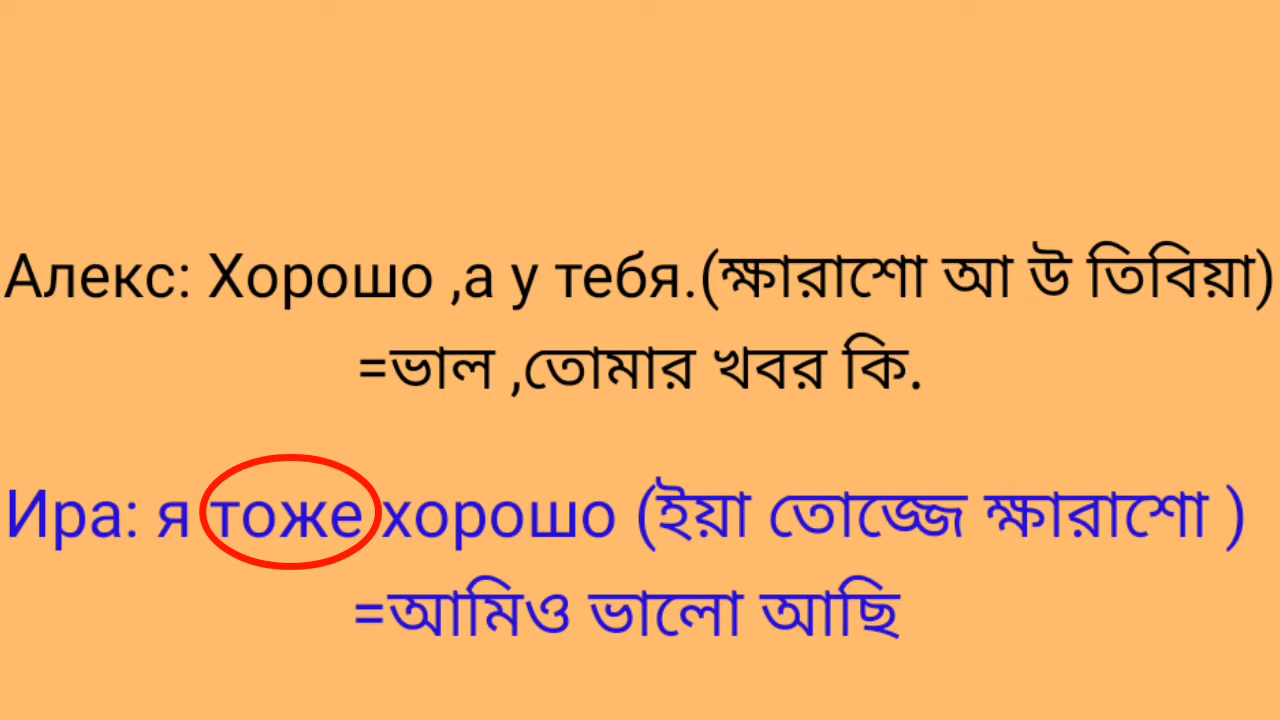 Алекс: Хорошо ,а у тебя.(ক্ষারাশো আ উ তিবিয়া)
=ভাল ,তোমার খবর কি.
Ира: я тоже хорошо (ইয়া তোজ্জে ক্ষারাশো )
=আমিও ভালো আছি